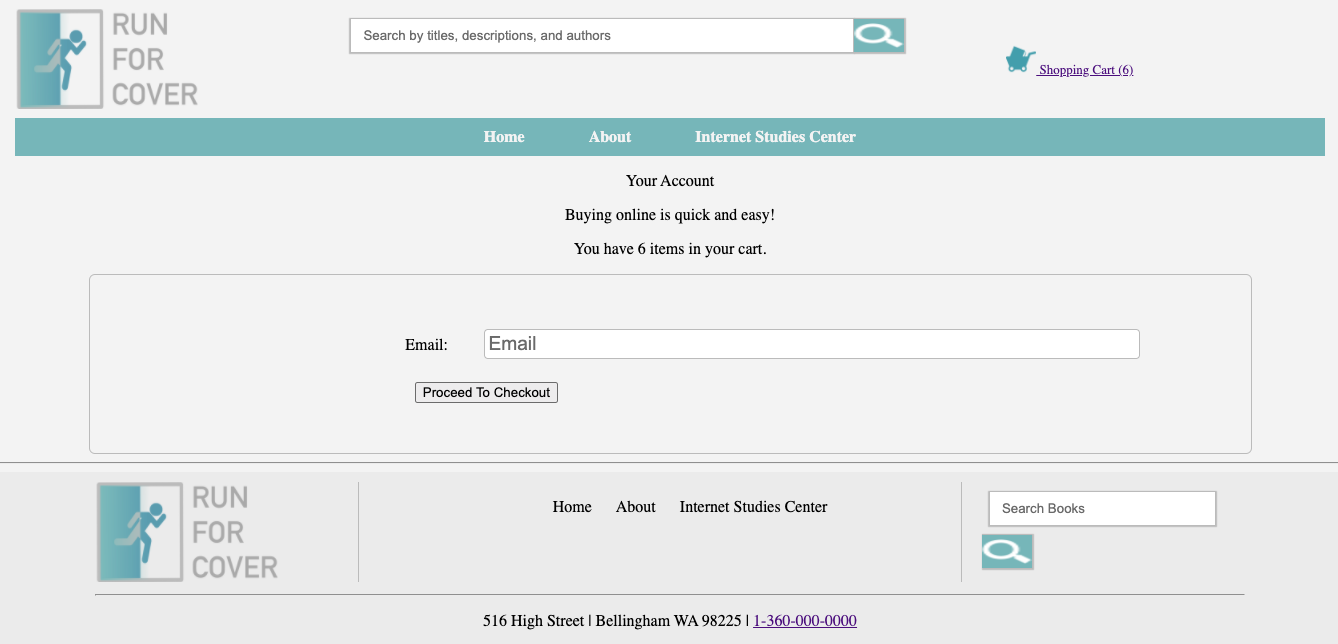 RUN
FOR
COVER
Search by titles, descriptions, and authors
Shopping Cart (6)
Home About Internet Studies Center
Your Account
Buying online is quick and easy!
You have 6 items in your cart.
Email: Email
Proceed To Checkout
RUN
FOR
COVER
Home About Internet Studies Center
Search Books
516 High Street | Bellingham WA 98225 | 1-360-000-0000